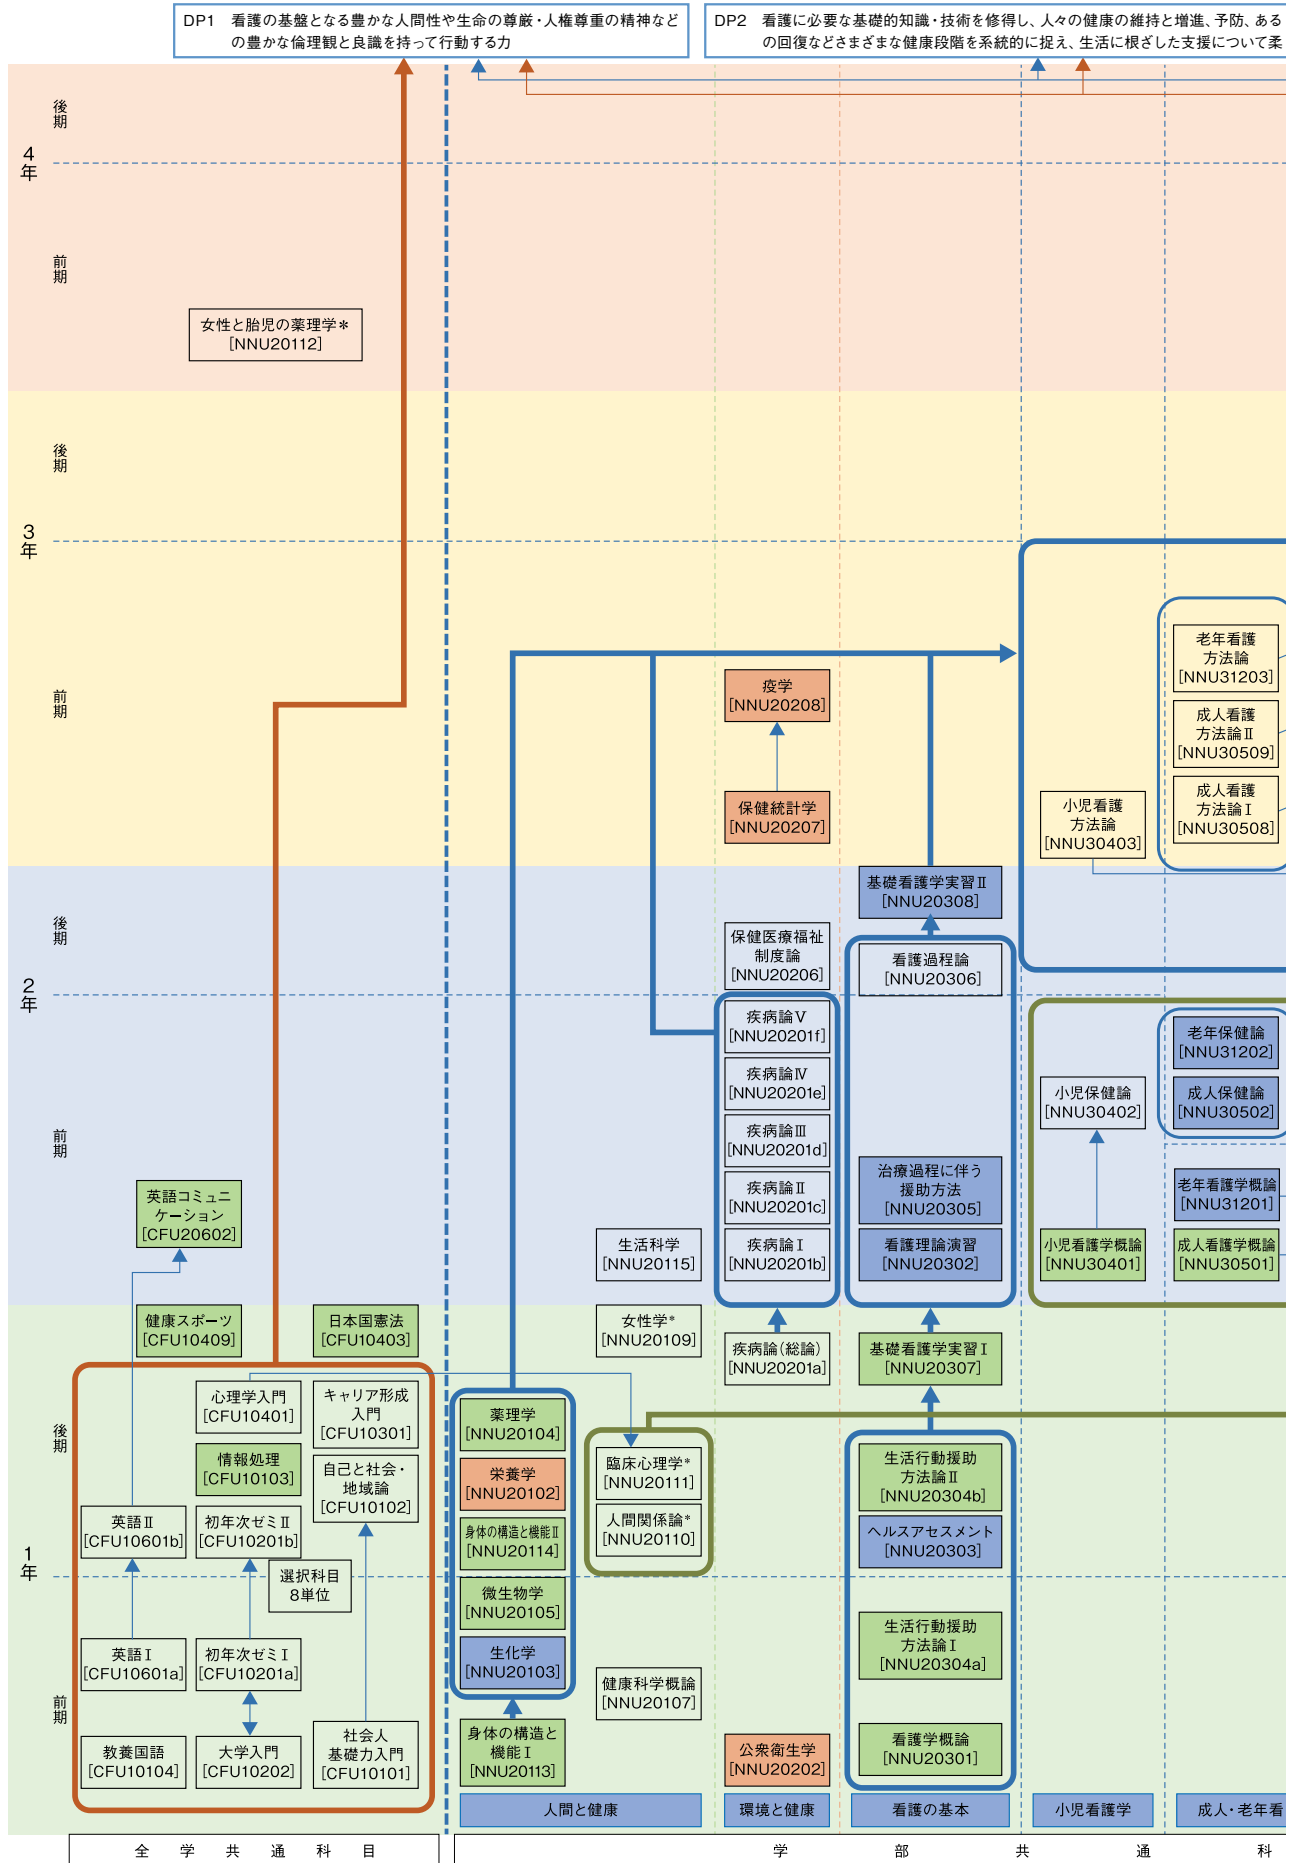 DP1 看護の基盤となる豊かな人間性や生命の尊厳・人権尊重の精神など
の豊かな倫理観と良識を持って行動する力
DP2 看護に必要な基礎的知識・技術を修得し、人々の健康の維持と増進、予防、ある
の回復などさまざまな健康段階を系統的に捉え、生活に根ざした支援について柔
後期
4年
前期
女性と胎児の薬理学＊
[NNU20112]
後期
3年
前期
疫学
[NNU20208]
保健統計学
[NNU20207]
老年看護
方法論
[NNU31203]
成人看護
方法論Ⅱ
[NNU30509]
成人看護
方法論Ⅰ
[NNU30508]
小児看護
方法論
[NNU30403]
後期
2年
前期
基礎看護学実習Ⅱ
[NNU20308]
保健医療福祉
制度論
[NNU20206]
看護過程論
[NNU20306]
疾病論Ⅴ
[NNU20201f]
疾病論Ⅳ
[NNU20201e]
疾病論Ⅲ
[NNU20201d]
疾病論Ⅱ
[NNU20201c]
疾病論Ⅰ
[NNU20201b]
治療過程に伴う
援助方法
[NNU20305]
看護理論演習
[NNU20302]
老年保健論
[NNU31202]
成人保健論
[NNU30502]
小児保健論
[NNU30402]
老年看護学概論
[NNU31201]
小児看護学概論
[NNU30401]
成人看護学概論
[NNU30501]
英語コミュニ
ケーション
[CFU20602]
生活科学
[NNU20115]
後期
1年
前期
健康スポーツ
[CFU10409]
日本国憲法
[CFU10403]
女性学*
[NNU20109]
疾病論(総論)
[NNU20201a]
基礎看護学実習Ⅰ
[NNU20307]
心理学入門
[CFU10401]
キャリア形成
入門
[CFU10301]
情報処理
[CFU10103]
自己と社会・
地域論
[CFU10102]
英語Ⅱ
[CFU10601b]
初年次ゼミⅡ
[CFU10201b]
選択科目
8単位
英語Ⅰ
[CFU10601a]
初年次ゼミⅠ
[CFU10201a]
教養国語
[CFU10104]
大学入門
[CFU10202]
社会人
基礎力入門
[CFU10101]
薬理学
[NNU20104]
栄養学
[NNU20102]
身体の構造と機能Ⅱ
[NNU20114]
微生物学
[NNU20105]
生化学
[NNU20103]
身体の構造と
機能Ⅰ
[NNU20113]
臨床心理学*
[NNU20111]
人間関係論*
[NNU20110]
健康科学概論
[NNU20107]
公衆衛生学
[NNU20202]
生活行動援助
方法論Ⅱ
[NNU20304b]
ヘルスアセスメント
[NNU20303]
生活行動援助
方法論Ⅰ
[NNU20304a]
看護学概論
[NNU20301]
人間と健康
環境と健康
看護の基本
小児看護学
成人・老年看
全学共通科目
学部共通科